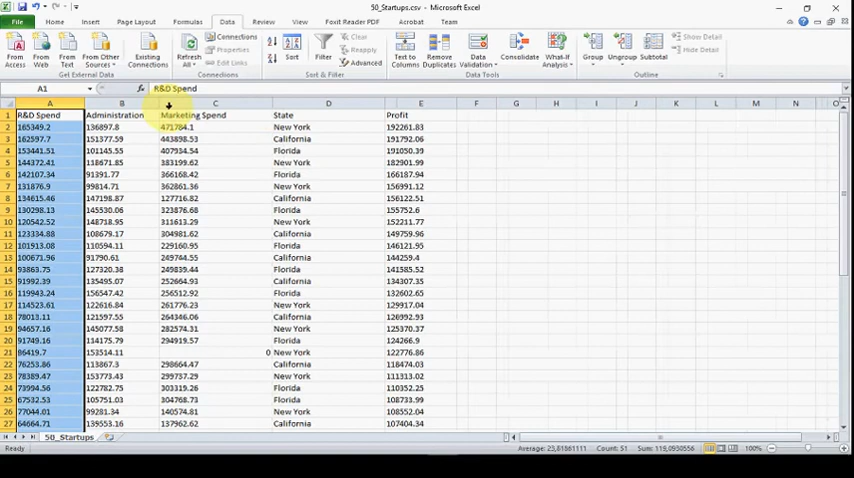 50_Startups.csv - Microsoft Excel
File Home Insert Page Layout Formulas Data Review View Foxit Reader PDF Acrobat Team
From Access From Web From Text From Other Sources Existing Connections Refresh All Connections Properties Edit Links Sort Filter Clear Reapply Advanced Text to Columns Remove Duplicates Data Validation Consolidate What-If Analysis Group Ungroup Subtotal Show Detail Hide Detail
Get External Data Connections Sort & Filter Data Tools Outline
A1 fx R&D Spend
A B C D E F G H I J K L M N O
1 R&D Spend Administration Marketing Spend State Profit
2 165349.2 136897.8 471784.1 New York 192261.83
3 162597.7 151377.59 443898.53 California 191792.06
4 153441.51 101145.55 407934.54 Florida 191050.39
5 144372.41 118671.85 383199.62 New York 182901.99
6 142107.34 91391.77 366168.42 Florida 166187.94
7 131876.9 99814.71 362861.36 New York 156991.12
8 134615.46 147198.87 127716.82 California 156122.51
9 130298.13 145530.06 323876.68 Florida 155752.6
10 120542.52 148718.95 311613.29 New York 152211.77
11 123334.88 108679.17 304981.62 California 149759.96
12 101913.08 110594.11 229160.95 Florida 146121.95
13 100671.96 91790.61 249744.55 California 144259.4
14 93863.75 127320.38 249839.44 Florida 141585.52
15 91992.39 135495.07 252664.93 California 134307.35
16 119943.24 156547.42 256512.92 Florida 132602.65
17 114523.61 122616.84 261776.23 New York 129917.04
18 78013.11 121597.55 264346.06 California 126992.93
19 94657.16 145077.58 282574.31 New York 125370.37
20 91749.16 114175.79 294919.57 Florida 124266.9
21 86419.7 153514.11 0 New York 122776.86
22 76253.86 113867.3 298664.47 California 118474.03
23 78389.47 153773.43 299737.29 New York 111313.02
24 73994.56 122782.75 303319.26 Florida 110352.25
25 67532.53 105751.03 304768.73 Florida 108733.99
26 77044.01 99281.34 140574.81 New York 108552.04
27 64664.71 139553.16 137962.62 California 107404.34
50_Startups
Ready Average: 23,81861111 Count: 51 Sum: 119,0930556 100%